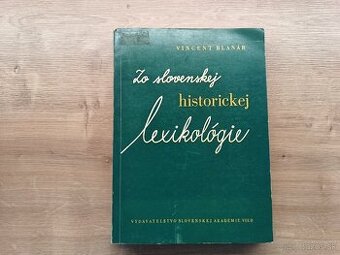 VINCENT BLANÁR
Zo slovenskej
historickej
lexikológie
VYDAVATEĽSTVO SLOVENSKEJ AKADÉMIE VIED